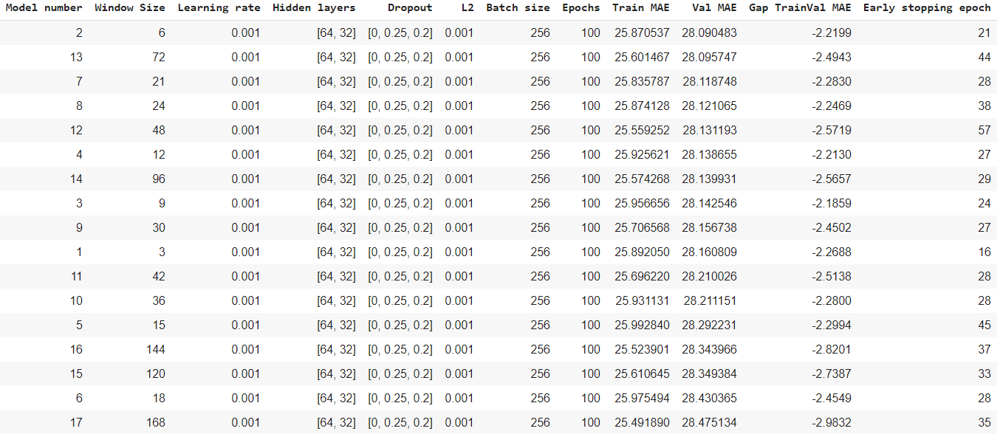 Model number Window Size Learning rate Hidden layers Dropout L2 Batch size Epochs Train MAE Val MAE Gap TrainVal MAE Early stopping epoch
2 6 0.001 [64, 32] [0, 0.25, 0.2] 0.001 256 100 25.870537 28.090483 -2.2199 21
13 72 0.001 [64, 32] [0, 0.25, 0.2] 0.001 256 100 25.601467 28.095747 -2.4943 44
7 21 0.001 [64, 32] [0, 0.25, 0.2] 0.001 256 100 25.835787 28.118748 -2.2830 28
8 24 0.001 [64, 32] [0, 0.25, 0.2] 0.001 256 100 25.874128 28.121065 -2.2469 38
12 48 0.001 [64, 32] [0, 0.25, 0.2] 0.001 256 100 25.559252 28.131193 -2.5719 57
4 12 0.001 [64, 32] [0, 0.25, 0.2] 0.001 256 100 25.925621 28.138655 -2.2130 27
14 96 0.001 [64, 32] [0, 0.25, 0.2] 0.001 256 100 25.574268 28.139931 -2.5657 29
3 9 0.001 [64, 32] [0, 0.25, 0.2] 0.001 256 100 25.956656 28.142546 -2.1859 24
9 30 0.001 [64, 32] [0, 0.25, 0.2] 0.001 256 100 25.706568 28.156738 -2.4502 27
1 3 0.001 [64, 32] [0, 0.25, 0.2] 0.001 256 100 25.892050 28.160809 -2.2688 16
11 42 0.001 [64, 32] [0, 0.25, 0.2] 0.001 256 100 25.696220 28.210026 -2.5138 28
10 36 0.001 [64, 32] [0, 0.25, 0.2] 0.001 256 100 25.931131 28.211151 -2.2800 28
5 15 0.001 [64, 32] [0, 0.25, 0.2] 0.001 256 100 25.992840 28.292231 -2.2994 45
16 144 0.001 [64, 32] [0, 0.25, 0.2] 0.001 256 100 25.523901 28.343966 -2.8201 37
15 120 0.001 [64, 32] [0, 0.25, 0.2] 0.001 256 100 25.610645 28.349384 -2.7387 33
6 18 0.001 [64, 32] [0, 0.25, 0.2] 0.001 256 100 25.975494 28.430365 -2.4549 28
17 168 0.001 [64, 32] [0, 0.25, 0.2] 0.001 256 100 25.491890 28.475134 -2.9832 35